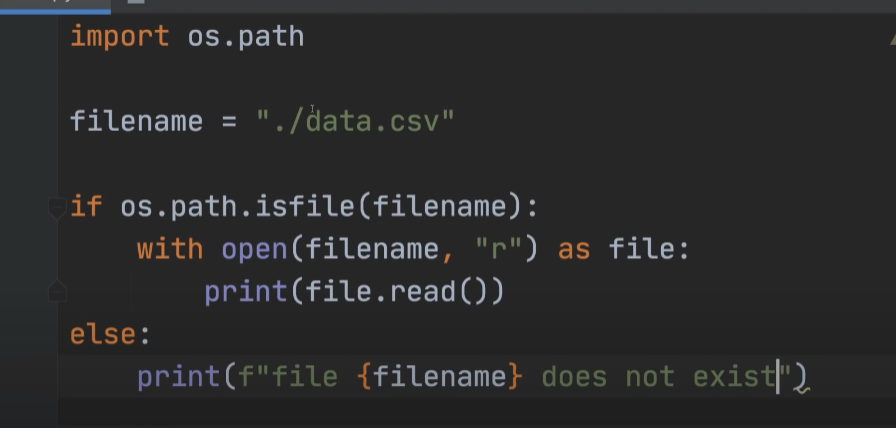 import os.path
filename = "./data.csv"
if os.path.isfile(filename):
with open(filename, "r") as file:
print(file.read())
else:
print(f"file {filename} does not exist")